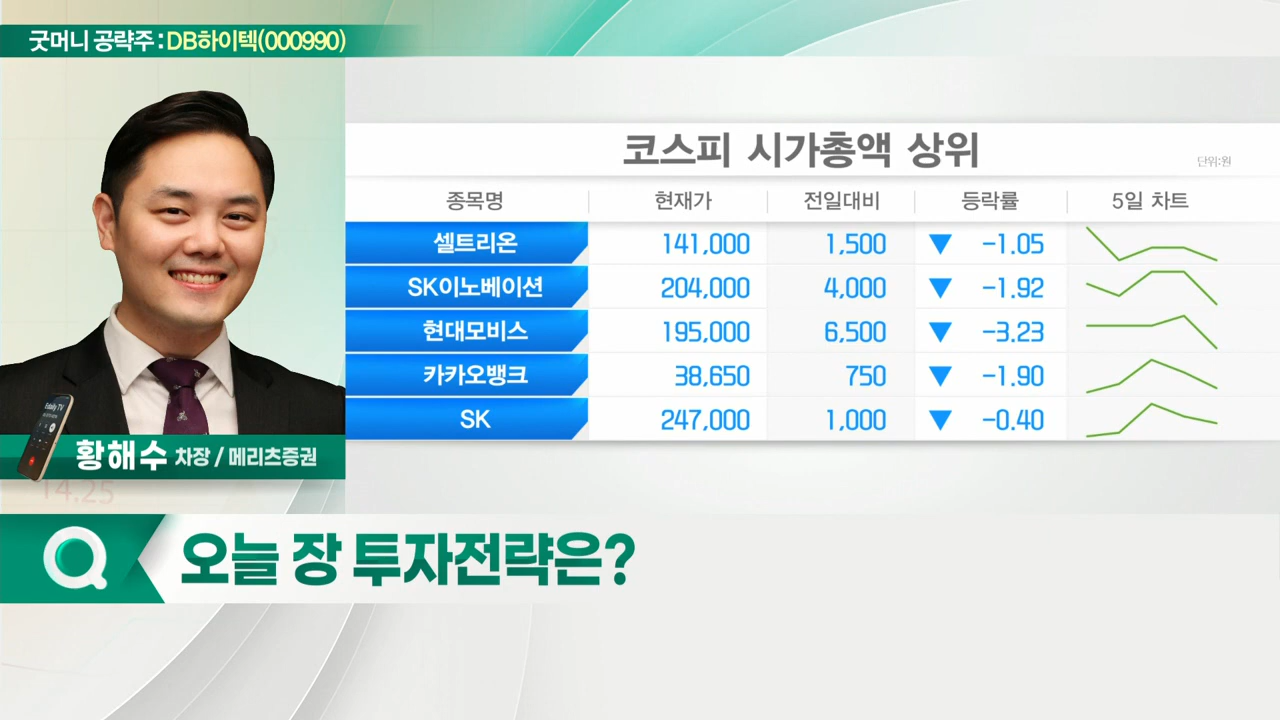 굿머니 공략주 : DB하이텍(000990)
코스피 시가총액 상위
단위:원
종목명 현재가 전일대비 등락률 5일 차트
셀트리온 141,000 1,500 ▼ -1.05
SK이노베이션 204,000 4,000 ▼ -1.92
현대모비스 195,000 6,500 ▼ -3.23
카카오뱅크 38,650 750 ▼ -1.90
SK 247,000 1,000 ▼ -0.40
Edaily TV
황해수 차장 / 메리츠증권
14.25
오늘 장 투자전략은?